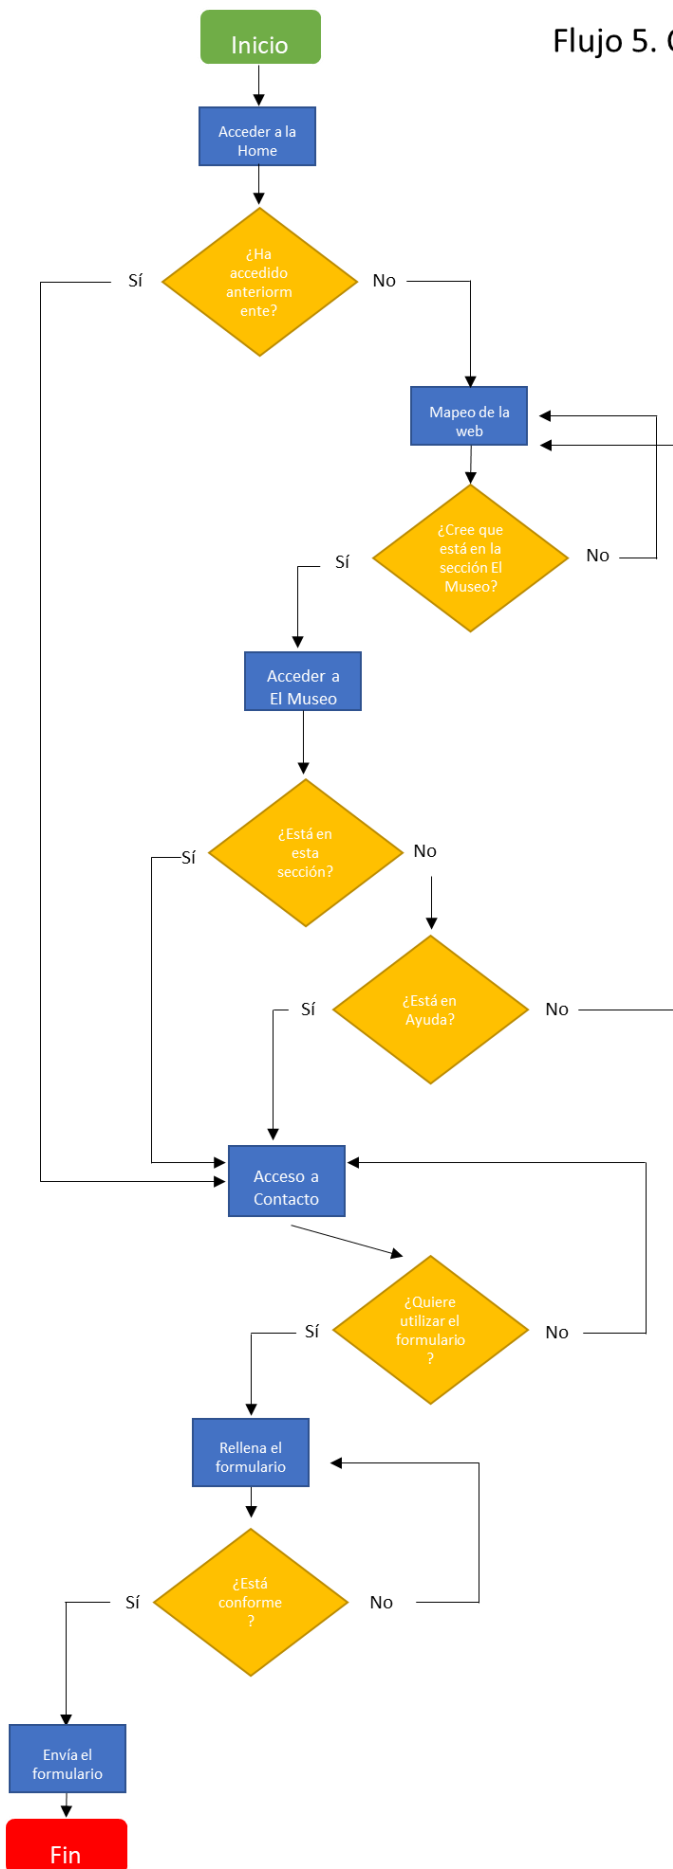 Inicio
Flujo 5.
Acceder a la
Home
¿Ha
accedido
anteriorm
ente?
Sí
No
Mapeo de la
web
¿Cree que
está en la
sección El
Museo?
Sí
No
Acceder a
El Museo
¿Está en
esta
sección?
Sí
No
¿Está en
Ayuda?
Sí
No
Acceso a
Contacto
¿Quiere
utilizar el
formulario
?
Sí
No
Rellena el
formulario
¿Está
conforme
?
Sí
No
Envía el
formulario
Fin